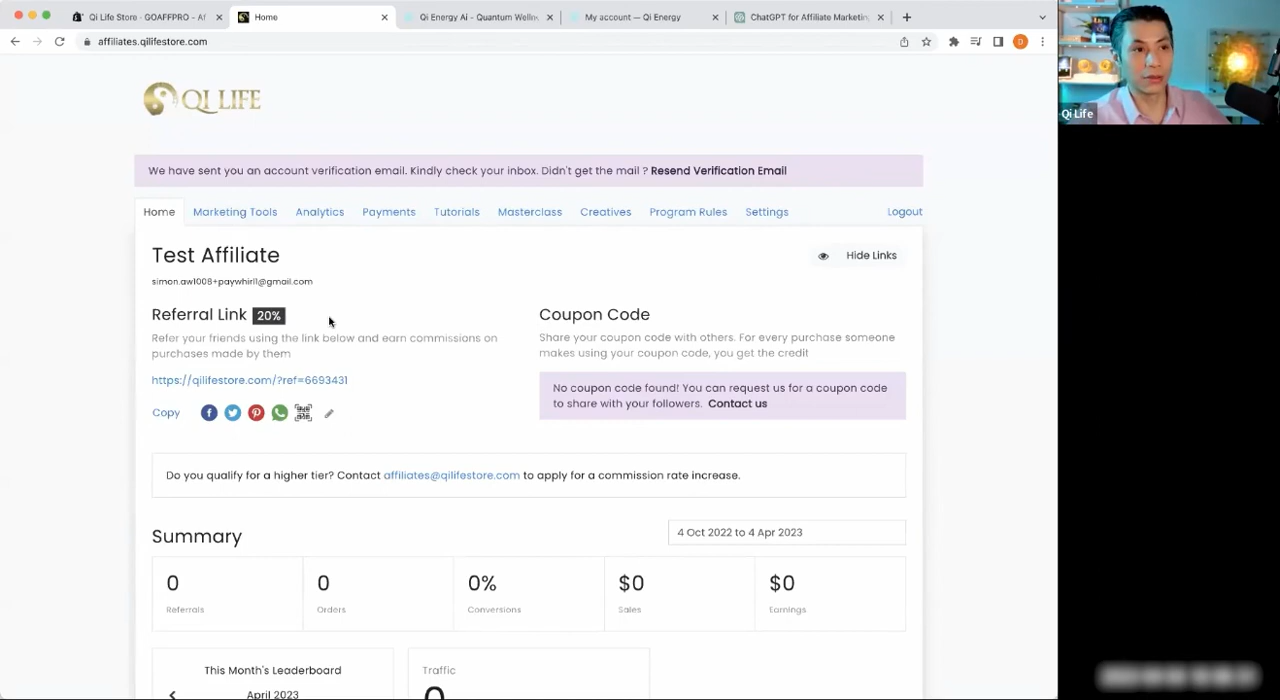 Qi Life Store - GOAFFPRO - Af
Home
Qi Energy Ai - Quantum Welln
My account — Qi Energy
ChatGPT for Affiliate Marketin
affiliates.qilifestore.com
D
QI LIFE
Qi Life
We have sent you an account verification email. Kindly check your inbox. Didn't get the mail ? Resend Verification Email
Home Marketing Tools Analytics Payments Tutorials Masterclass Creatives Program Rules Settings Logout
Test Affiliate
Hide Links
simon.aw1008+paywhirl1@gmail.com
Referral Link 20%
Refer your friends using the link below and earn commissions on
purchases made by them
https://qilifestore.com/?ref=6693431
Copy
Coupon Code
Share your coupon code with others. For every purchase someone
makes using your coupon code, you get the credit
No coupon code found! You can request us for a coupon code
to share with your followers. Contact us
Do you qualify for a higher tier? Contact affiliates@qilifestore.com to apply for a commission rate increase.
Summary
4 Oct 2022 to 4 Apr 2023
0 0 0% $0 $0
Referrals Orders Conversions Sales Earnings
This Month's Leaderboard
April 2023
Traffic
0